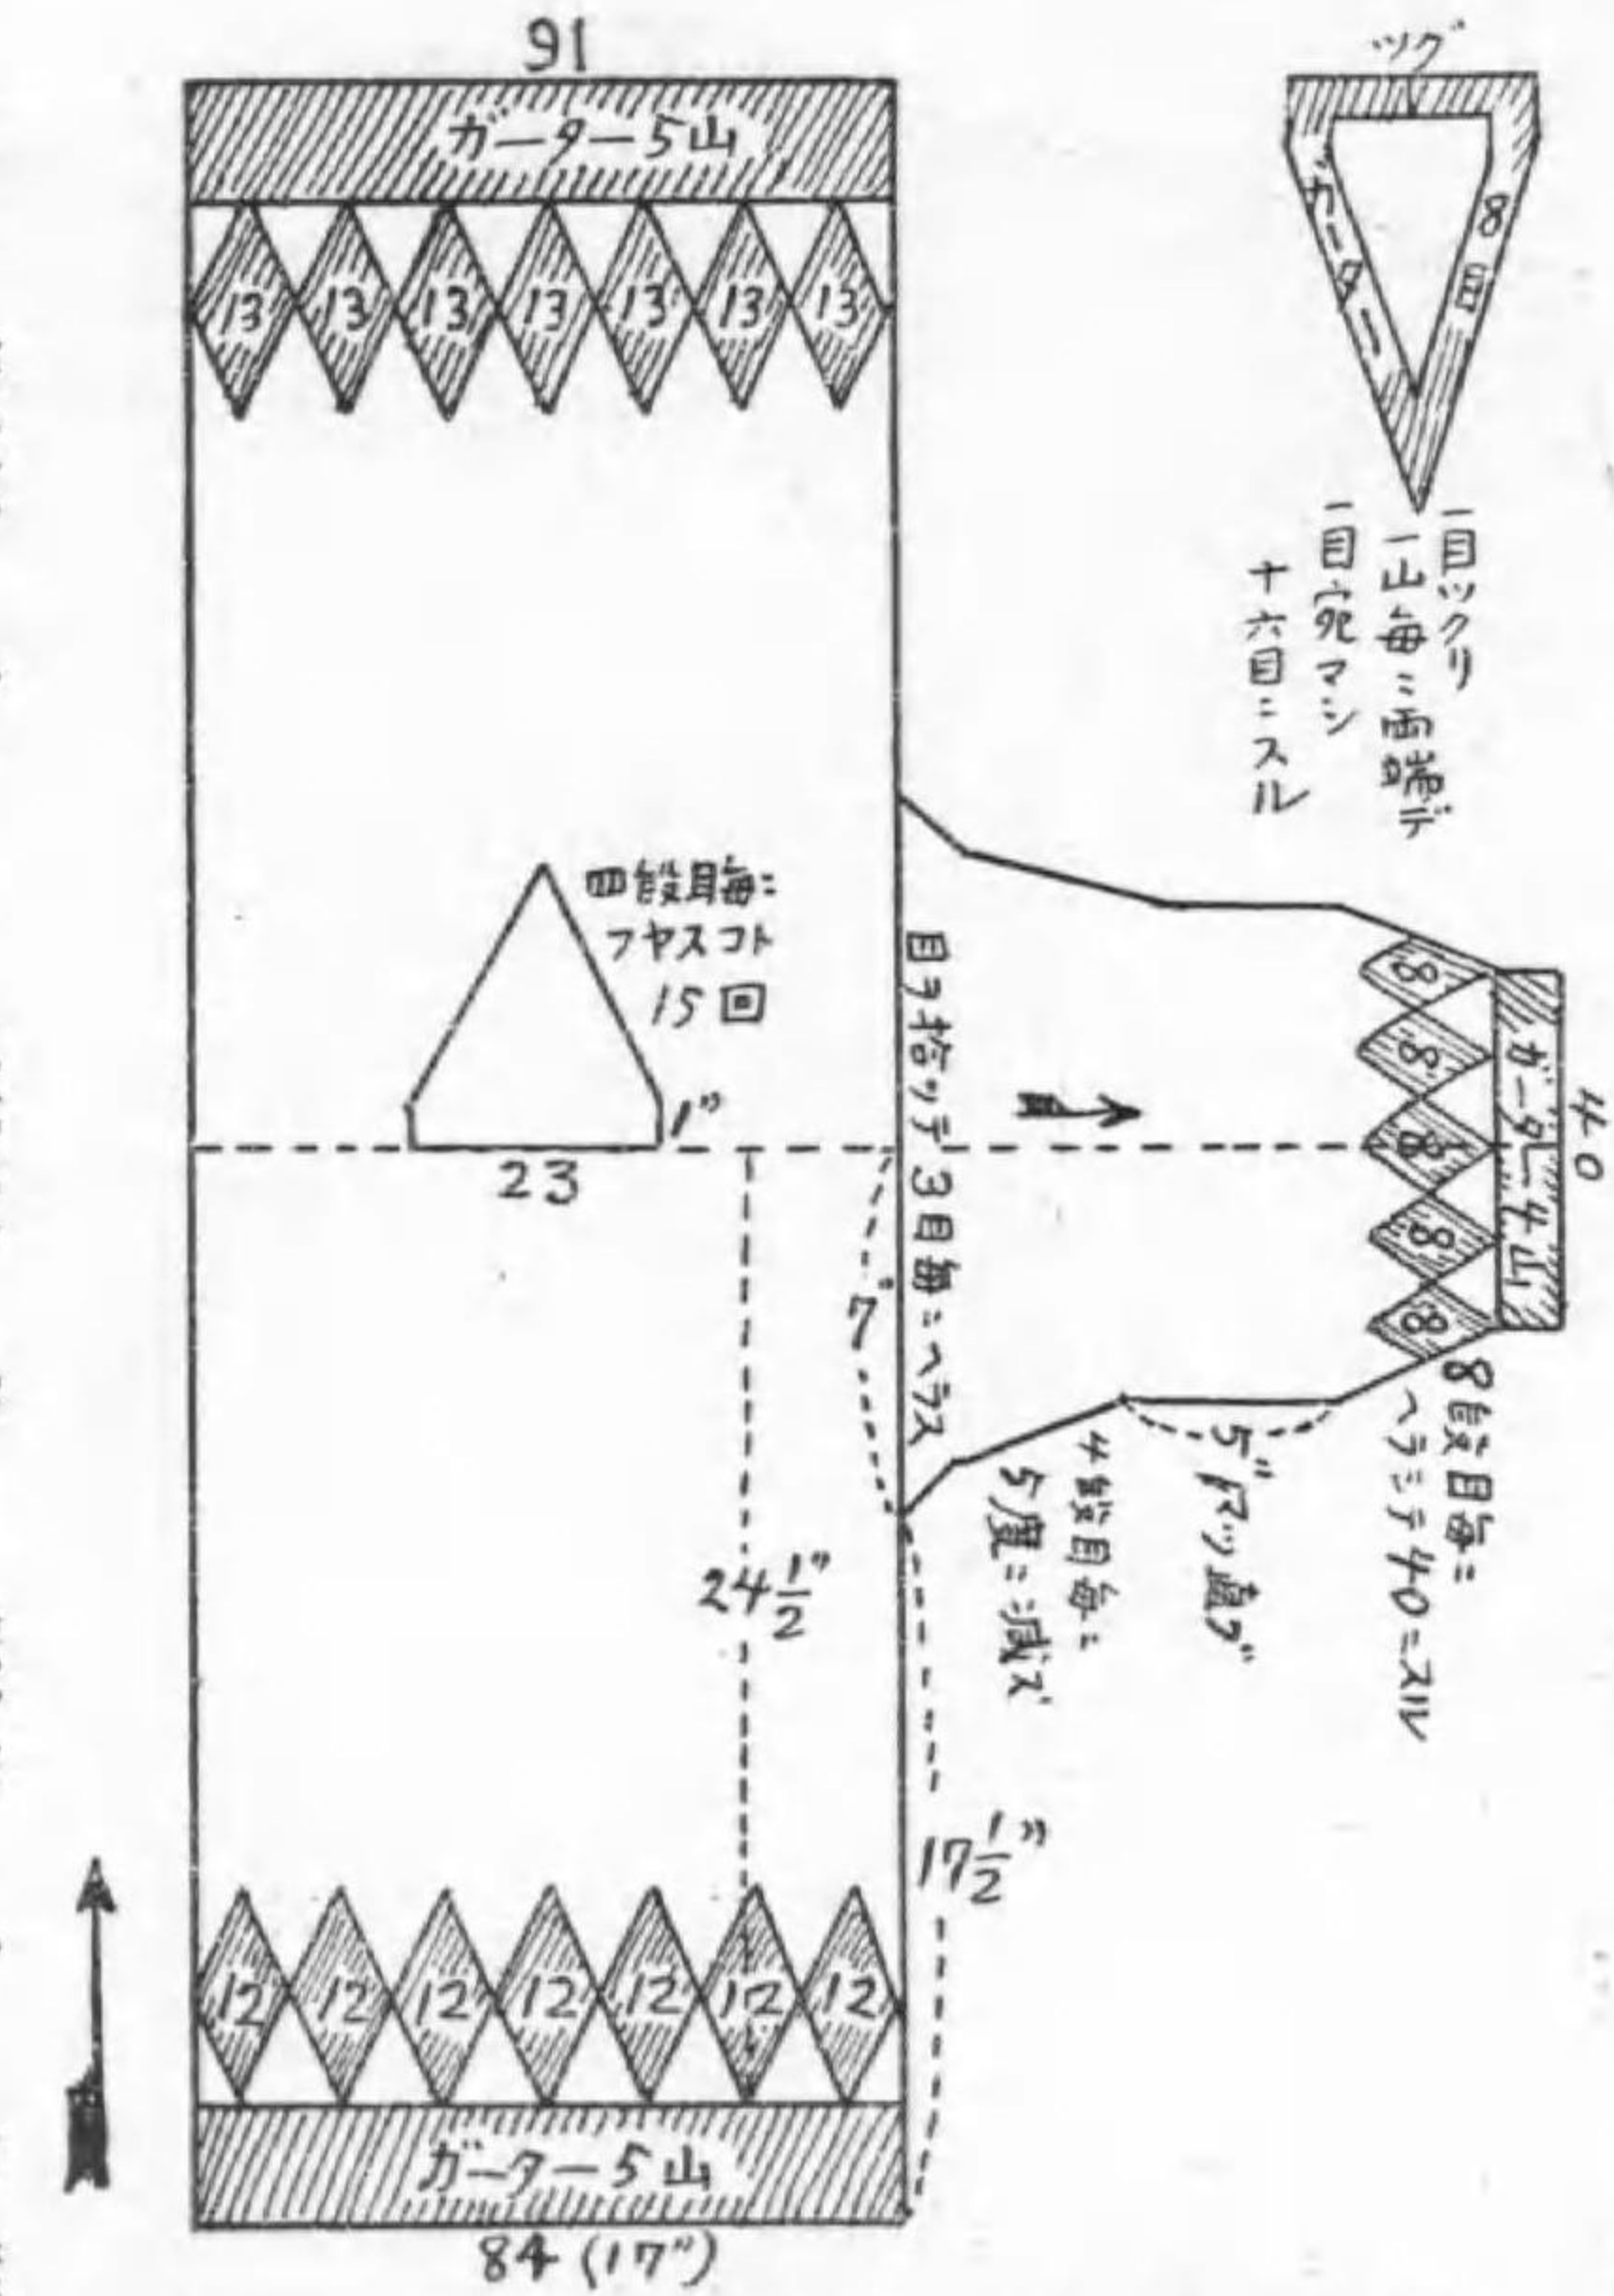 91
ガーター5山
13 13 13 13 13 13 13
ツグ
ガーター
8目
一目ツクリ
一山毎ニ両端デ
一目宛マシ
十六目ニスル
四段目毎ニ
フヤスコト
15回
1"
23
目ヲ拾ッテ3目毎ニヘラス
7"
8 8 8 8 8
ガーター4山
40
8段目毎ニ
ヘラシテ40ニスル
5"マッ直グ
4段目毎ニ
5度ニ減ズ
24 1/2"
17 1/2"
12 12 12 12 12 12 12
ガーター5山
84 (17")